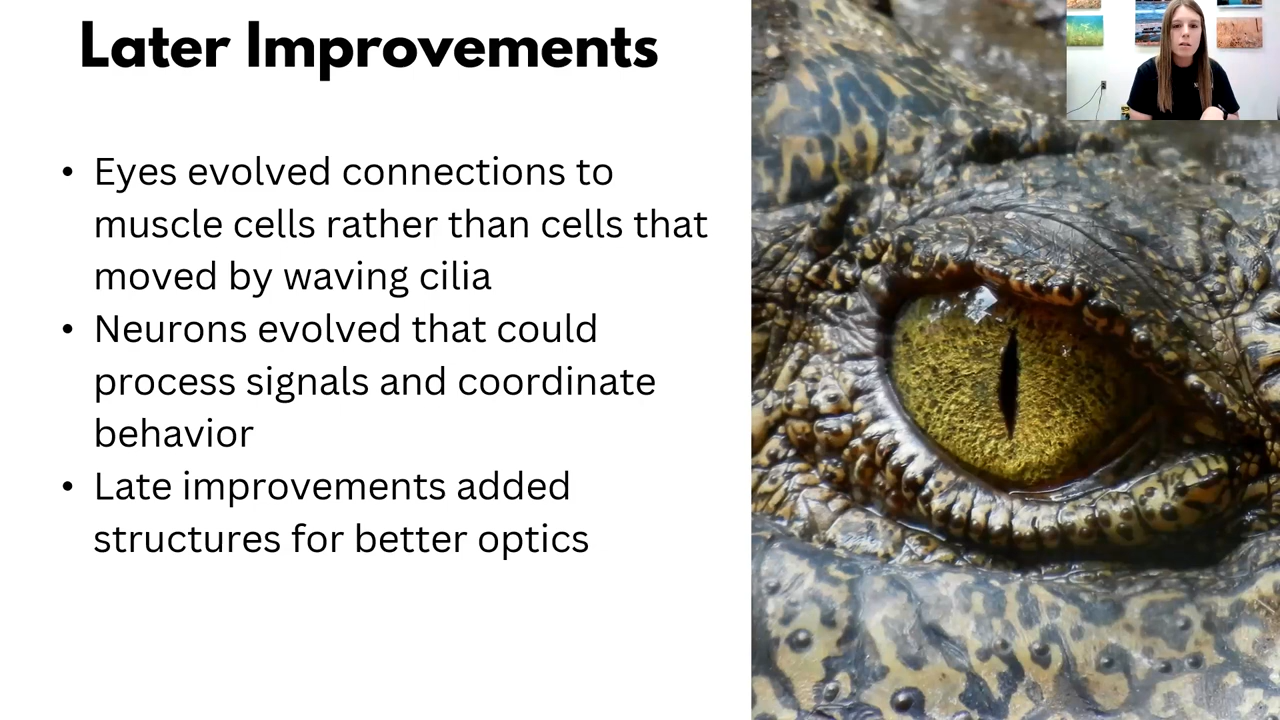 Later Improvements
• Eyes evolved connections to
muscle cells rather than cells that
moved by waving cilia
• Neurons evolved that could
process signals and coordinate
behavior
• Late improvements added
structures for better optics